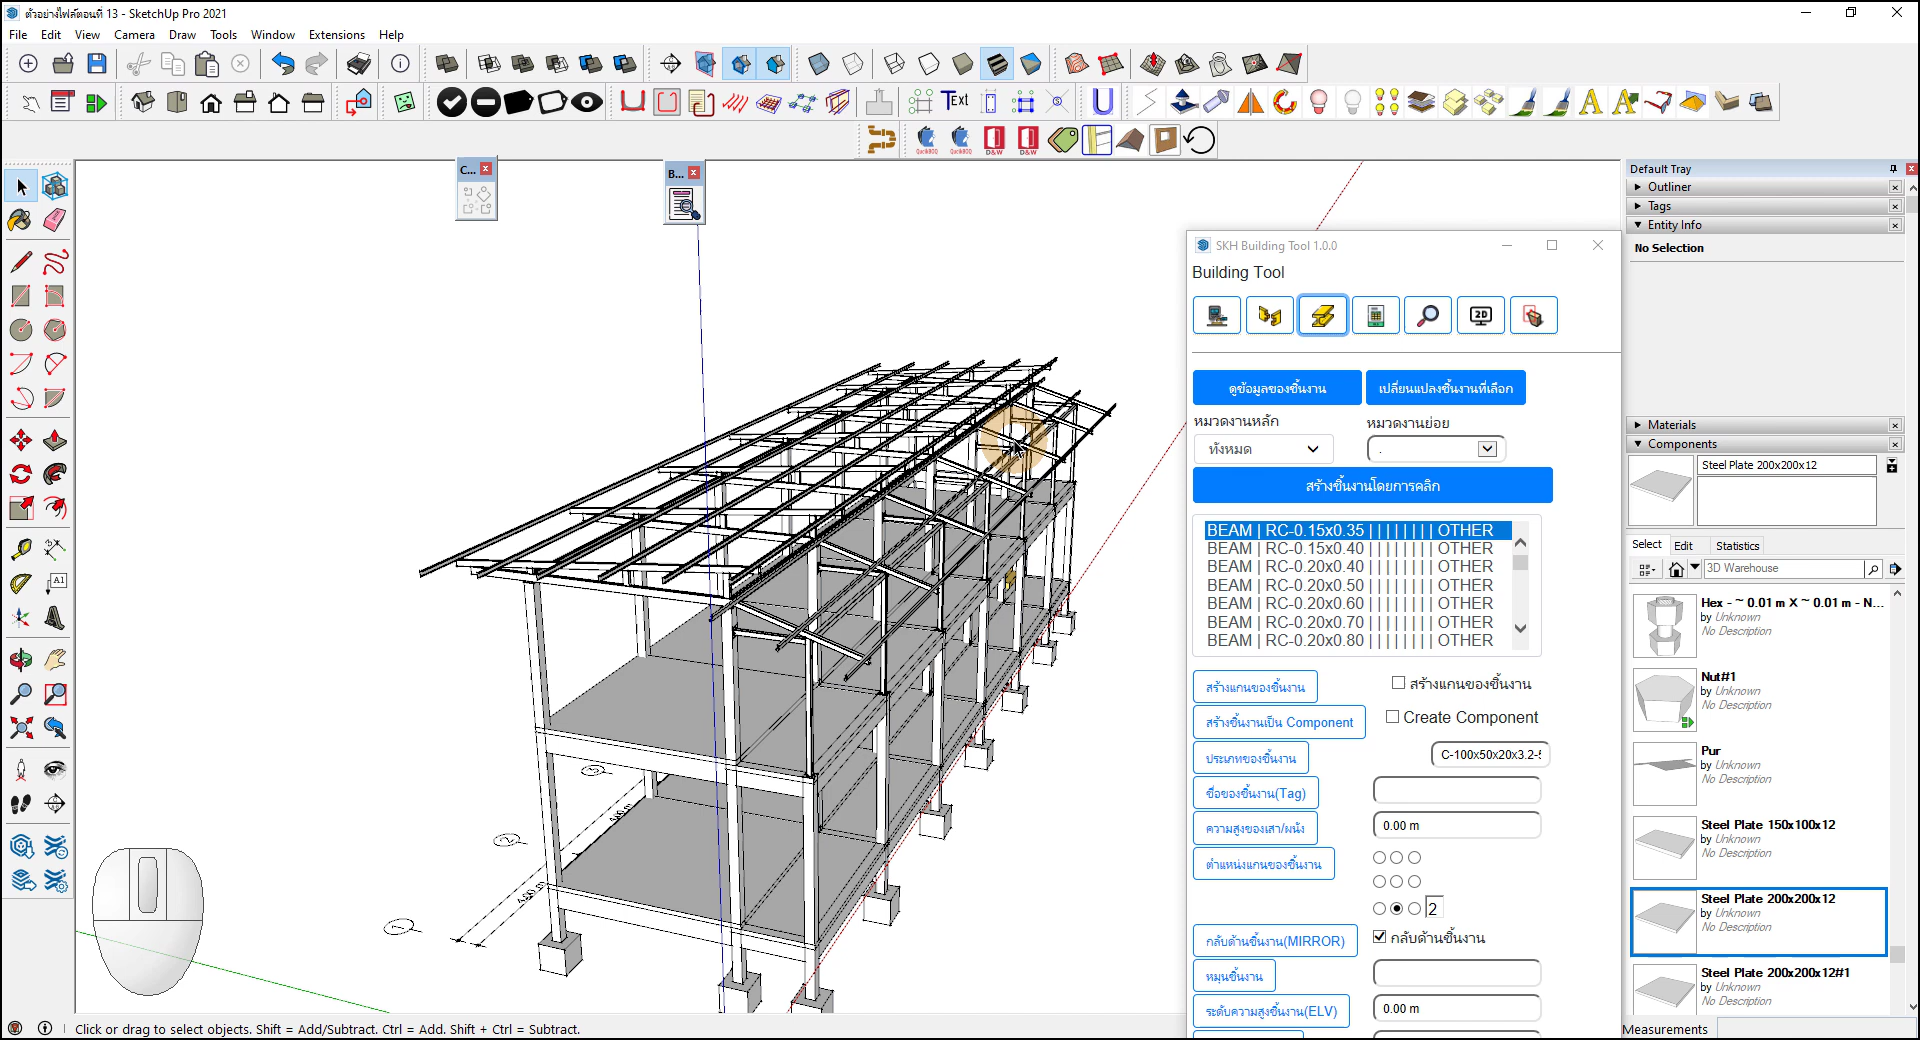 ตัวอย่างไฟล์ตอนที่ 13 - SketchUp Pro 2021
File Edit View Camera Draw Tools Window Extensions Help
Text
QuickBOQ QuickBOQ D&W D&W
C...
B...
A1
Default Tray
Outliner
Tags
Entity Info
No Selection
Materials
Components
Steel Plate 200x200x12
Select Edit Statistics
3D Warehouse
Hex - ~ 0.01 m X ~ 0.01 m - N...
by Unknown
No Description
Nut#1
by Unknown
No Description
Pur
by Unknown
No Description
Steel Plate 150x100x12
by Unknown
No Description
Steel Plate 200x200x12
by Unknown
No Description
Steel Plate 200x200x12#1
by Unknown
No Description
SKH Building Tool 1.0.0
Building Tool
2D
ดูข้อมูลของชิ้นงาน เปลี่ยนแปลงชิ้นงานที่เลือก
หมวดงานหลัก หมวดงานย่อย
ทั้งหมด .
สร้างชิ้นงานโดยการคลิก
BEAM | RC-0.15x0.35 | | | | | | | | OTHER
BEAM | RC-0.15x0.40 | | | | | | | | OTHER
BEAM | RC-0.20x0.40 | | | | | | | | OTHER
BEAM | RC-0.20x0.50 | | | | | | | | OTHER
BEAM | RC-0.20x0.60 | | | | | | | | OTHER
BEAM | RC-0.20x0.70 | | | | | | | | OTHER
BEAM | RC-0.20x0.80 | | | | | | | | OTHER
สร้างแกนของชิ้นงาน สร้างแกนของชิ้นงาน
สร้างชิ้นงานเป็น Component Create Component
ประเภทของชิ้นงาน C-100x50x20x3.2-5
ชื่อของชิ้นงาน(Tag)
ความสูงของเสา/ผนัง 0.00 m
ตำแหน่งแกนของชิ้นงาน
2
กลับด้านชิ้นงาน(MIRROR) กลับด้านชิ้นงาน
หมุนชิ้นงาน
ระดับความสูงชิ้นงาน(ELV) 0.00 m
3
2
1
4.00 m
4.00 m
Click or drag to select objects. Shift = Add/Subtract. Ctrl = Add. Shift + Ctrl = Subtract.
Measurements